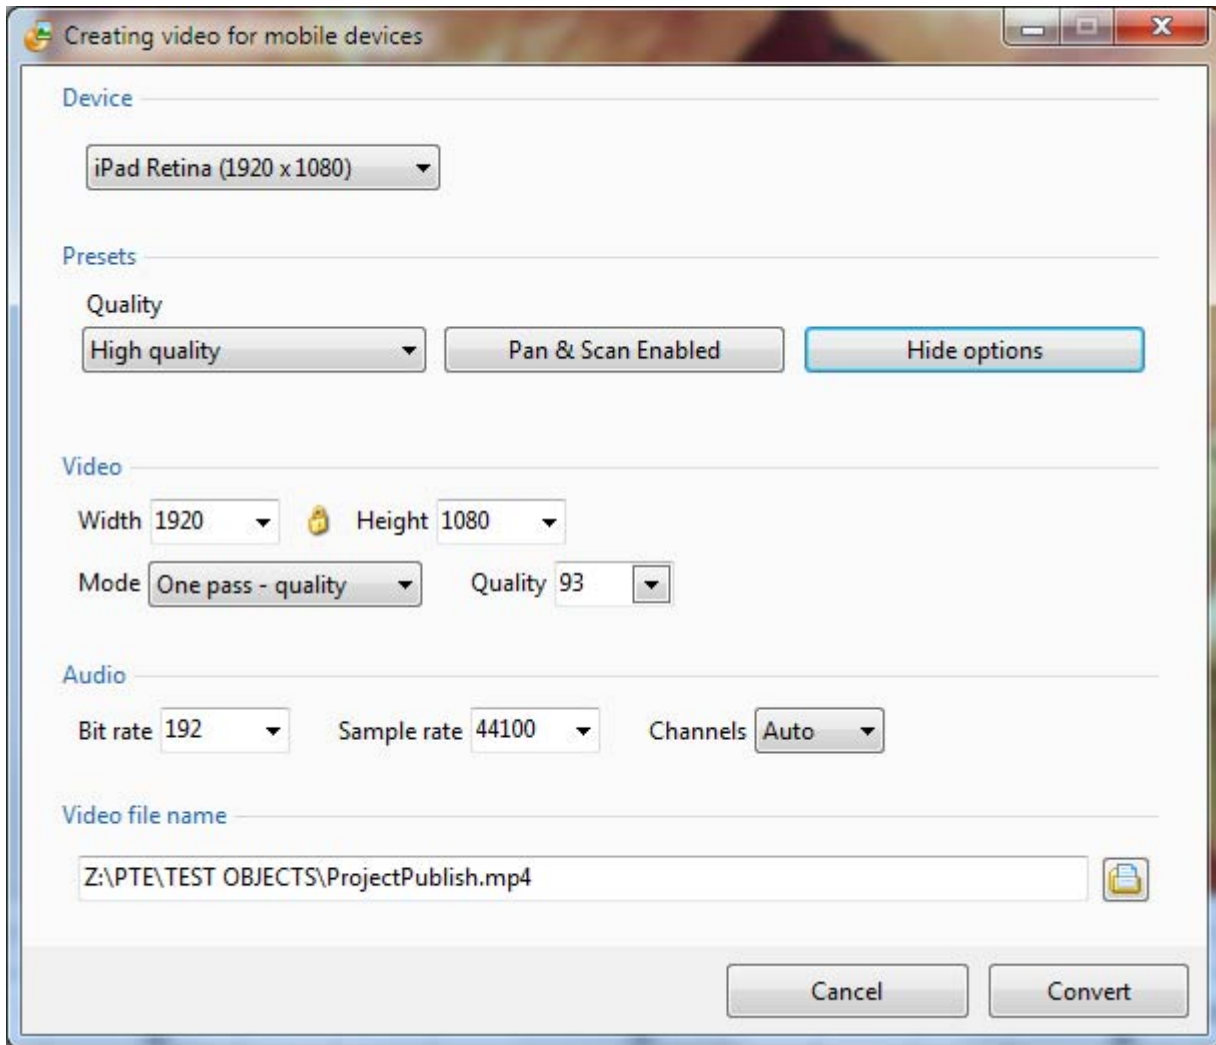 Creating video for mobile devices
Device
iPad Retina (1920 x 1080)
Presets
Quality
High quality Pan & Scan Enabled Hide options
Video
Width 1920 Height 1080
Mode One pass - quality Quality 93
Audio
Bit rate 192 Sample rate 44100 Channels Auto
Video file name
Z:\PTE\TEST OBJECTS\ProjectPublish.mp4
Cancel Convert